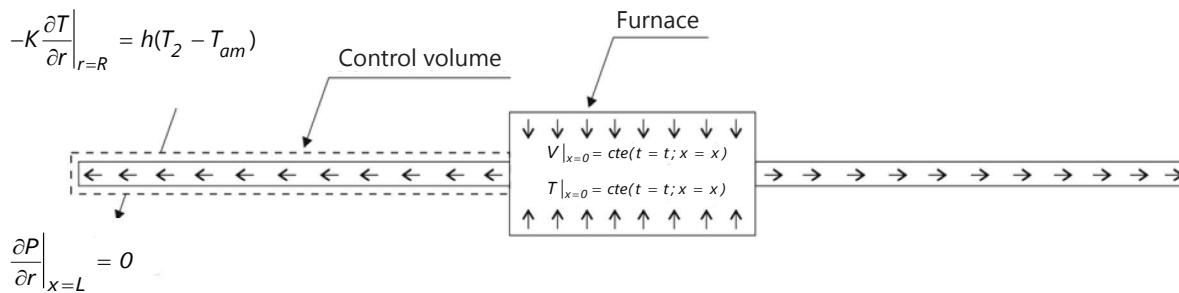 Furnace
-K ∂T/∂r|r=R = h(T2 − Tam)
Control volume
V|x=0 = cte(t = t; x = x)
T|x=0 = cte(t = t; x = x)
∂P/∂r|x=L = 0